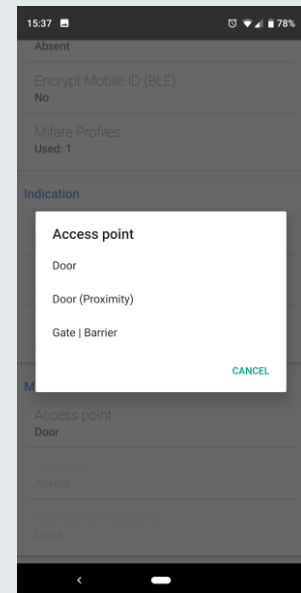 15:37
78%
Absent
Encrypt Mobile ID (BLE)
No
Mifare Profiles
Used: 1
Indication
Access point
Door
Door (Proximity)
Gate | Barrier
CANCEL
M
Access point
Door
Absent
Close